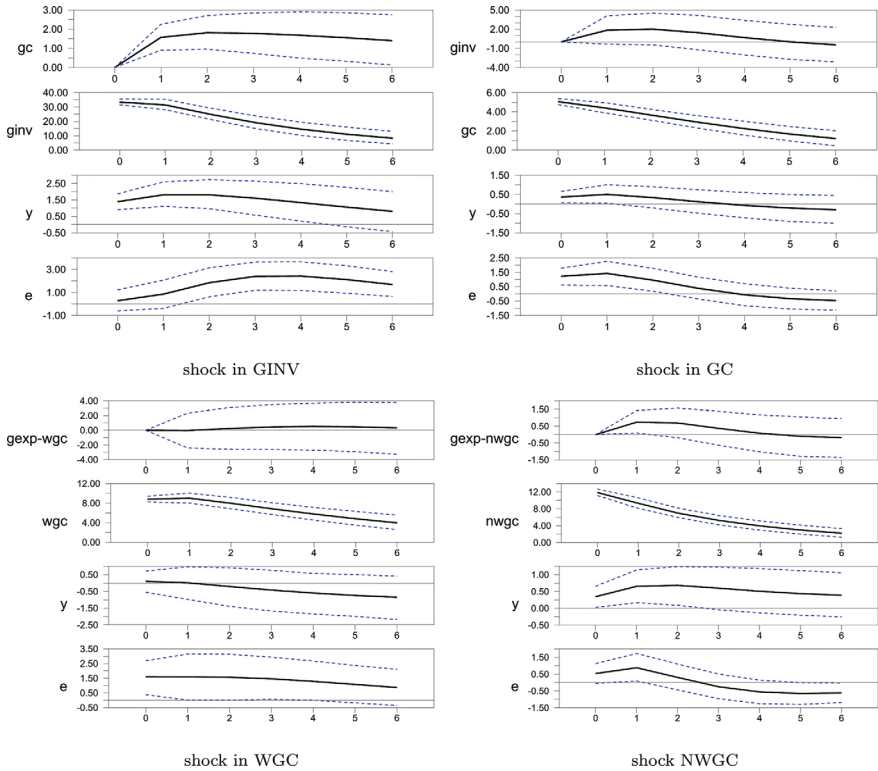 3.00
2.00
gc
1.00
0.00
0 1 2 3 4 5 6
40.00
30.00
ginv
20.00
10.00
0.00
0 1 2 3 4 5 6
2.50
1.50
y
0.50
-0.50
0 1 2 3 4 5 6
3.00
e
1.00
-1.00
0 1 2 3 4 5 6
shock in GINV
5.00
ginv
2.00
-1.00
-4.00
0 1 2 3 4 5 6
6.00
4.00
gc
2.00
0.00
0 1 2 3 4 5 6
1.50
0.50
y
-0.50
-1.50
0 1 2 3 4 5 6
2.50
1.50
e
0.50
-0.50
-1.50
0 1 2 3 4 5 6
shock in GC
4.00
2.00
gexp-wgc
0.00
-2.00
-4.00
0 1 2 3 4 5 6
12.00
8.00
wgc
4.00
0.00
0 1 2 3 4 5 6
0.50
-0.50
y
-1.50
-2.50
0 1 2 3 4 5 6
3.50
2.50
e
1.50
0.50
-0.50
0 1 2 3 4 5 6
shock in WGC
1.50
gexp-nwgc
0.50
-0.50
-1.50
0 1 2 3 4 5 6
12.00
nwgc
8.00
4.00
0.00
0 1 2 3 4 5 6
1.00
0.50
y
0.00
-0.50
0 1 2 3 4 5 6
1.50
0.50
e
-0.50
-1.50
0 1 2 3 4 5 6
shock NWGC